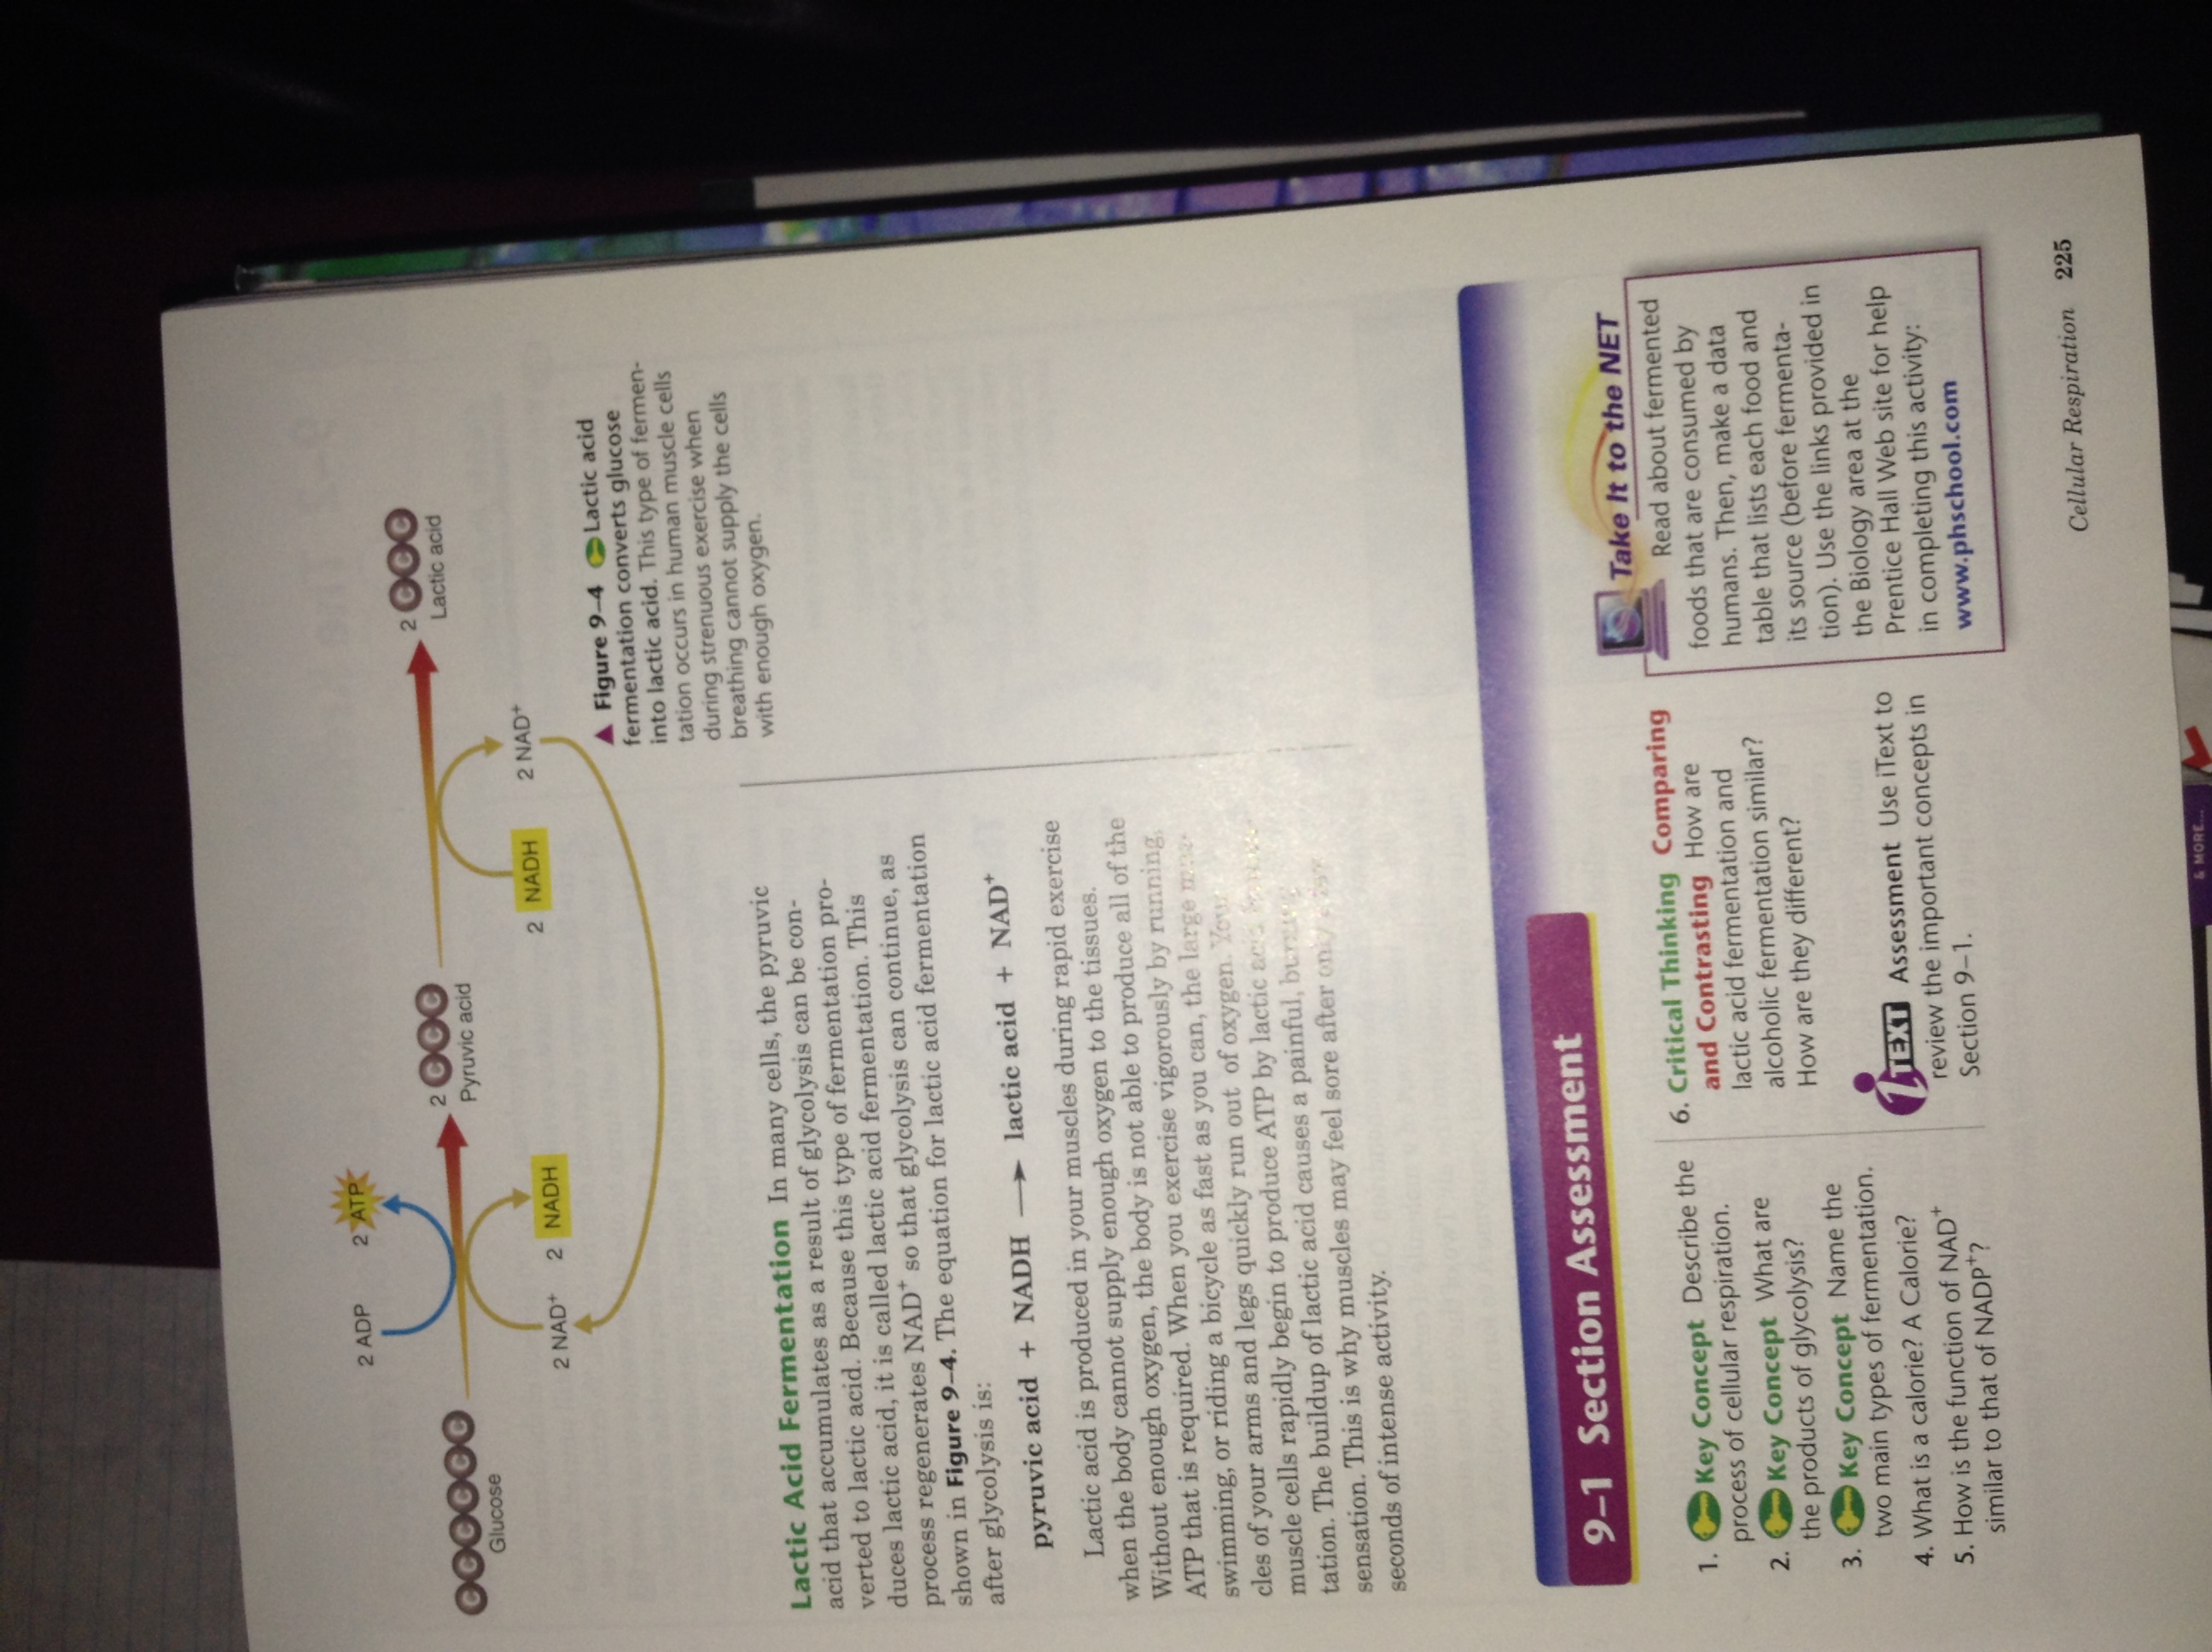 2 ADP
2 ATP
C C C C C C
Glucose
2 C C C
Pyruvic acid
2 C C C
Lactic acid
2 NAD⁺
2 NADH
2 NADH
2 NAD⁺
▲ Figure 9–4 Lactic acid
fermentation converts glucose
into lactic acid. This type of fermen-
tation occurs in human muscle cells
during strenuous exercise when
breathing cannot supply the cells
with enough oxygen.
Lactic Acid Fermentation In many cells, the pyruvic
acid that accumulates as a result of glycolysis can be con-
verted to lactic acid. Because this type of fermentation pro-
duces lactic acid, it is called lactic acid fermentation. This
process regenerates NAD⁺ so that glycolysis can continue, as
shown in Figure 9–4. The equation for lactic acid fermentation
after glycolysis is:
pyruvic acid + NADH → lactic acid + NAD⁺
Lactic acid is produced in your muscles during rapid exercise
when the body cannot supply enough oxygen to the tissues.
Without enough oxygen, the body is not able to produce all of the
ATP that is required. When you exercise vigorously by running,
swimming, or riding a bicycle as fast as you can, the large mus-
cles of your arms and legs quickly run out of oxygen. Your
muscle cells rapidly begin to produce ATP by lactic acid
tation. The buildup of lactic acid causes a painful, burning
sensation. This is why muscles may feel sore after only
seconds of intense activity.
9–1 Section Assessment
1. Key Concept Describe the
process of cellular respiration.
2. Key Concept What are
the products of glycolysis?
3. Key Concept Name the
two main types of fermentation.
4. What is a calorie? A Calorie?
5. How is the function of NAD⁺
similar to that of NADP⁺?
6. Critical Thinking Comparing
and Contrasting How are
lactic acid fermentation and
alcoholic fermentation similar?
How are they different?
iTEXT Assessment Use iText to
review the important concepts in
Section 9–1.
Take It to the NET
Read about fermented
foods that are consumed by
humans. Then, make a data
table that lists each food and
its source (before fermenta-
tion). Use the links provided in
the Biology area at the
Prentice Hall Web site for help
in completing this activity:
www.phschool.com
Cellular Respiration 225
& MORE...